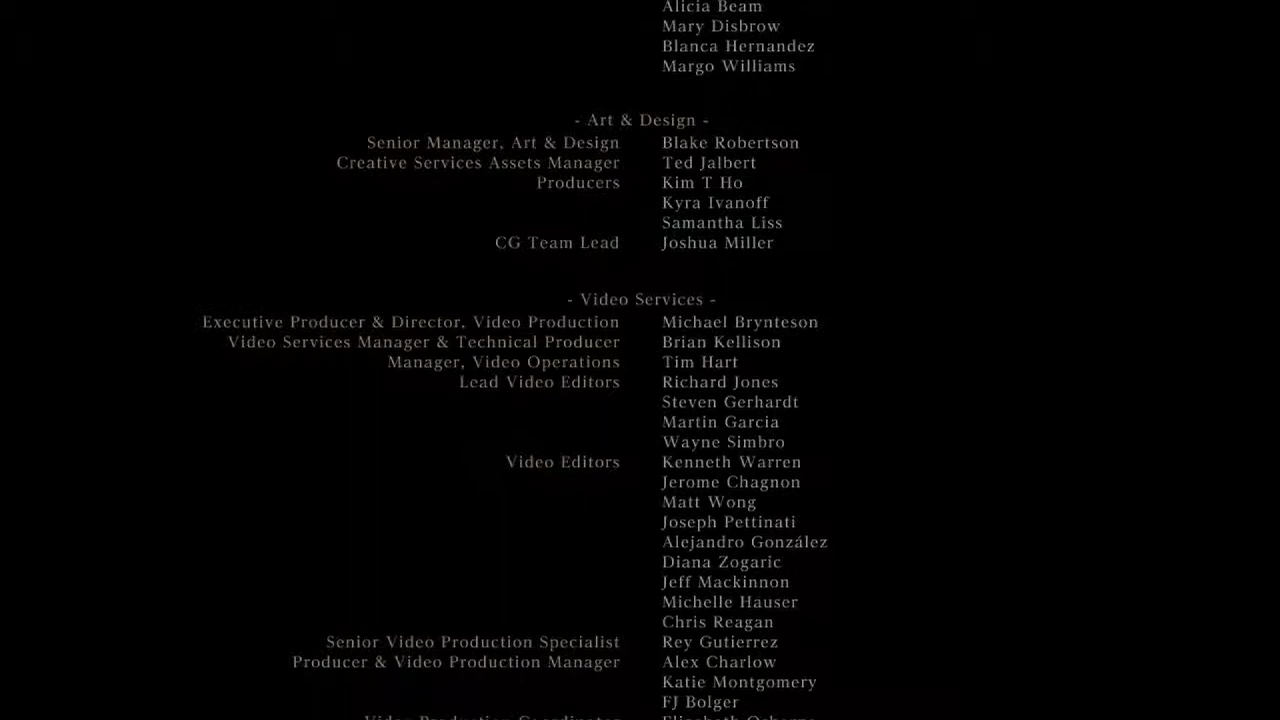 Alicia Beam
Mary Disbrow
Blanca Hernandez
Margo Williams
- Art & Design -
Senior Manager, Art & Design Blake Robertson
Creative Services Assets Manager Ted Jalbert
Producers Kim T Ho
Kyra Ivanoff
Samantha Liss
CG Team Lead Joshua Miller
- Video Services -
Executive Producer & Director, Video Production Michael Brynteson
Video Services Manager & Technical Producer Brian Kellison
Manager, Video Operations Tim Hart
Lead Video Editors Richard Jones
Steven Gerhardt
Martin Garcia
Wayne Simbro
Video Editors Kenneth Warren
Jerome Chagnon
Matt Wong
Joseph Pettinati
Alejandro González
Diana Zogaric
Jeff Mackinnon
Michelle Hauser
Chris Reagan
Senior Video Production Specialist Rey Gutierrez
Producer & Video Production Manager Alex Charlow
Katie Montgomery
FJ Bolger
Video Production Coordinator Elizabeth Osborne